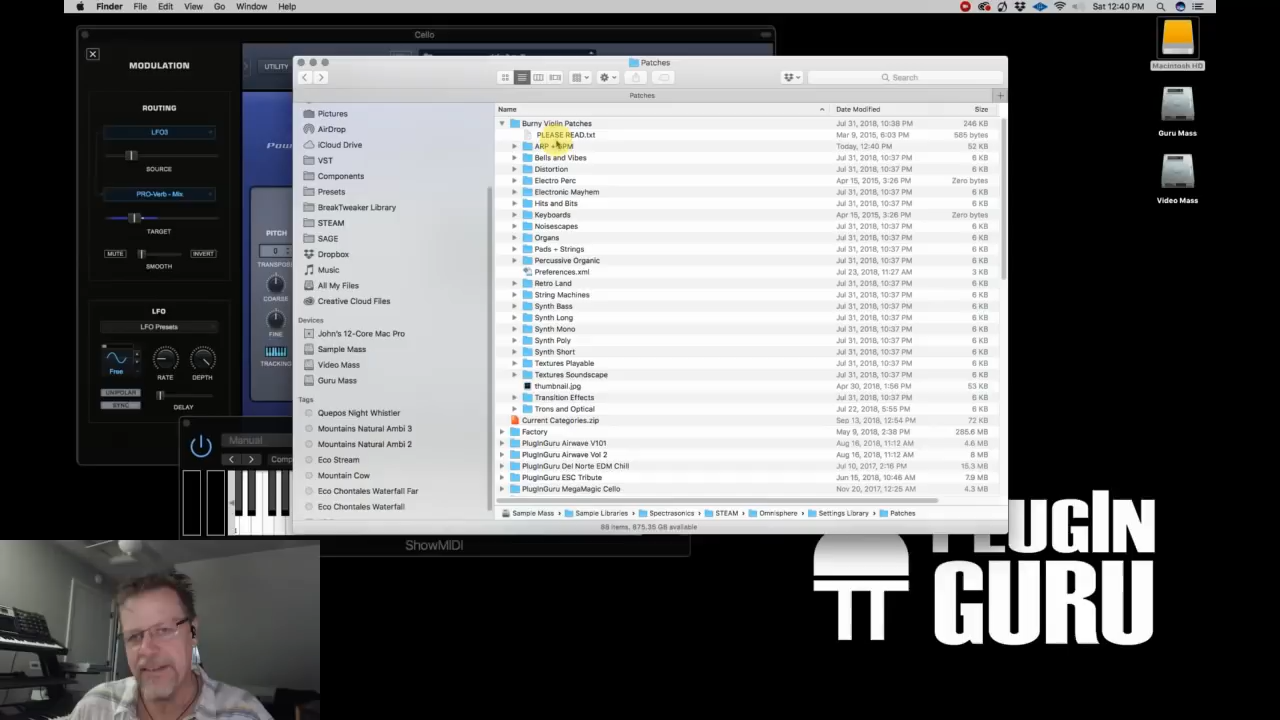 Finder File Edit View Go Window Help
Sat 12:40 PM
Cello
MODULATION
ROUTING
LFO3
SOURCE
PRO-Verb - Mix
TARGET
MUTE
INVERT
SMOOTH
LFO
LFO Presets
Free
RATE
DEPTH
UNIPOLAR
SYNC
DELAY
UTILITY
PITCH
0
TRANSPOSE
COARSE
FINE
TRACKING
Manual
ShowMIDI
Patches
Search
Patches
Pictures
AirDrop
iCloud Drive
VST
Components
Presets
BreakTweaker Library
STEAM
SAGE
Dropbox
Music
All My Files
Creative Cloud Files
Devices
John's 12-Core Mac Pro
Sample Mass
Video Mass
Guru Mass
Tags
Quepos Night Whistler
Mountains Natural Ambi 3
Mountains Natural Ambi 2
Eco Stream
Mountain Cow
Eco Chontales Waterfall Far
Eco Chontales Waterfall
Name Date Modified Size
Burny Violin Patches Jul 31, 2018, 10:38 PM 246 KB
PLEASE READ.txt Mar 9, 2015, 6:03 PM 585 bytes
ARP + BPM Today, 12:40 PM 52 KB
Bells and Vibes Jul 31, 2018, 10:37 PM 6 KB
Distortion Jul 31, 2018, 10:37 PM 6 KB
Electro Perc Apr 15, 2015, 3:26 PM Zero bytes
Electronic Mayhem Jul 31, 2018, 10:37 PM 6 KB
Hits and Bits Jul 31, 2018, 10:37 PM 6 KB
Keyboards Apr 15, 2015, 3:26 PM Zero bytes
Noisescapes Jul 31, 2018, 10:37 PM 6 KB
Organs Jul 31, 2018, 10:37 PM 6 KB
Pads + Strings Jul 31, 2018, 10:37 PM 6 KB
Percussive Organic Jul 31, 2018, 10:37 PM 6 KB
Preferences.xml Jul 23, 2018, 11:27 AM 3 KB
Retro Land Jul 31, 2018, 10:37 PM 6 KB
String Machines Jul 31, 2018, 10:37 PM 6 KB
Synth Bass Jul 31, 2018, 10:37 PM 6 KB
Synth Long Jul 31, 2018, 10:37 PM 6 KB
Synth Mono Jul 31, 2018, 10:37 PM 6 KB
Synth Poly Jul 31, 2018, 10:37 PM 6 KB
Synth Short Jul 31, 2018, 10:37 PM 6 KB
Textures Playable Jul 31, 2018, 10:37 PM 6 KB
Textures Soundscape Jul 31, 2018, 10:37 PM 6 KB
thumbnail.jpg Apr 30, 2018, 1:56 PM 53 KB
Transition Effects Jul 31, 2018, 10:37 PM 6 KB
Trons and Optical Jul 22, 2018, 5:55 PM 6 KB
Current Categories.zip Sep 13, 2018, 12:54 PM 72 KB
Factory May 9, 2018, 2:38 PM 285.6 MB
PlugInGuru Airwave V101 Aug 16, 2018, 11:12 AM 4.6 MB
PlugInGuru Airwave Vol 2 Aug 16, 2018, 11:12 AM 8 MB
PlugInGuru Del Norte EDM Chill Jul 10, 2017, 2:16 PM 15.3 MB
PlugInGuru ESC Tribute Jun 15, 2018, 10:46 AM 7.9 MB
PlugInGuru MegaMagic Cello Nov 20, 2017, 11:25 AM 4.3 MB
Sample Mass Sample Libraries Spectrasonics STEAM Omnisphere Settings Library Patches
88 items, 875.35 GB available
Macintosh HD
Guru Mass
Video Mass
PLUGIN
GURU